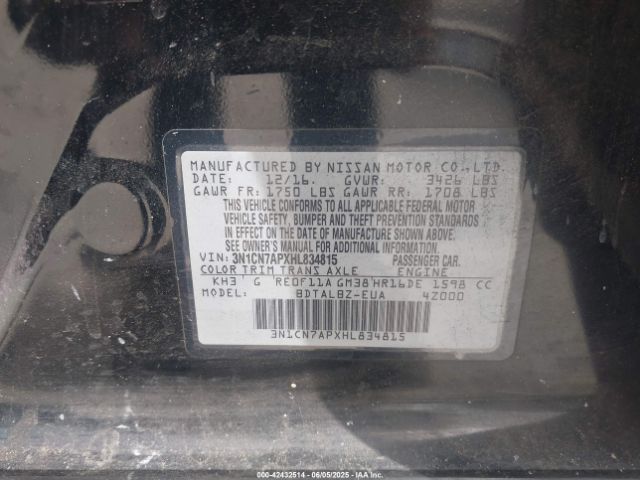 MANUFACTURED BY NISSAN MOTOR CO., LTD.
DATE: 12/16. GVWR: 3426 LBS
GAWR FR: 1750 LBS GAWR RR: 1708 LBS
THIS VEHICLE CONFORMS TO ALL APPLICABLE FEDERAL MOTOR
VEHICLE SAFETY, BUMPER AND THEFT PREVENTION STANDARDS
IN EFFECT ON THE DATE OF MANUFACTURE SHOWN ABOVE.
SEE OWNER'S MANUAL FOR ADDITIONAL INFORMATION.
VIN: 3N1CN7APXHL834815 PASSENGER CAR.
COLOR TRIM TRANS AXLE ENGINE
KH3 G RE0F11A GM38 HR16DE 1598 CC
MODEL: BDTALBZ-EUA 4Z000
3N1CN7APXHL834815
000-42432514 - 06/05/2025 - IAAI.COM